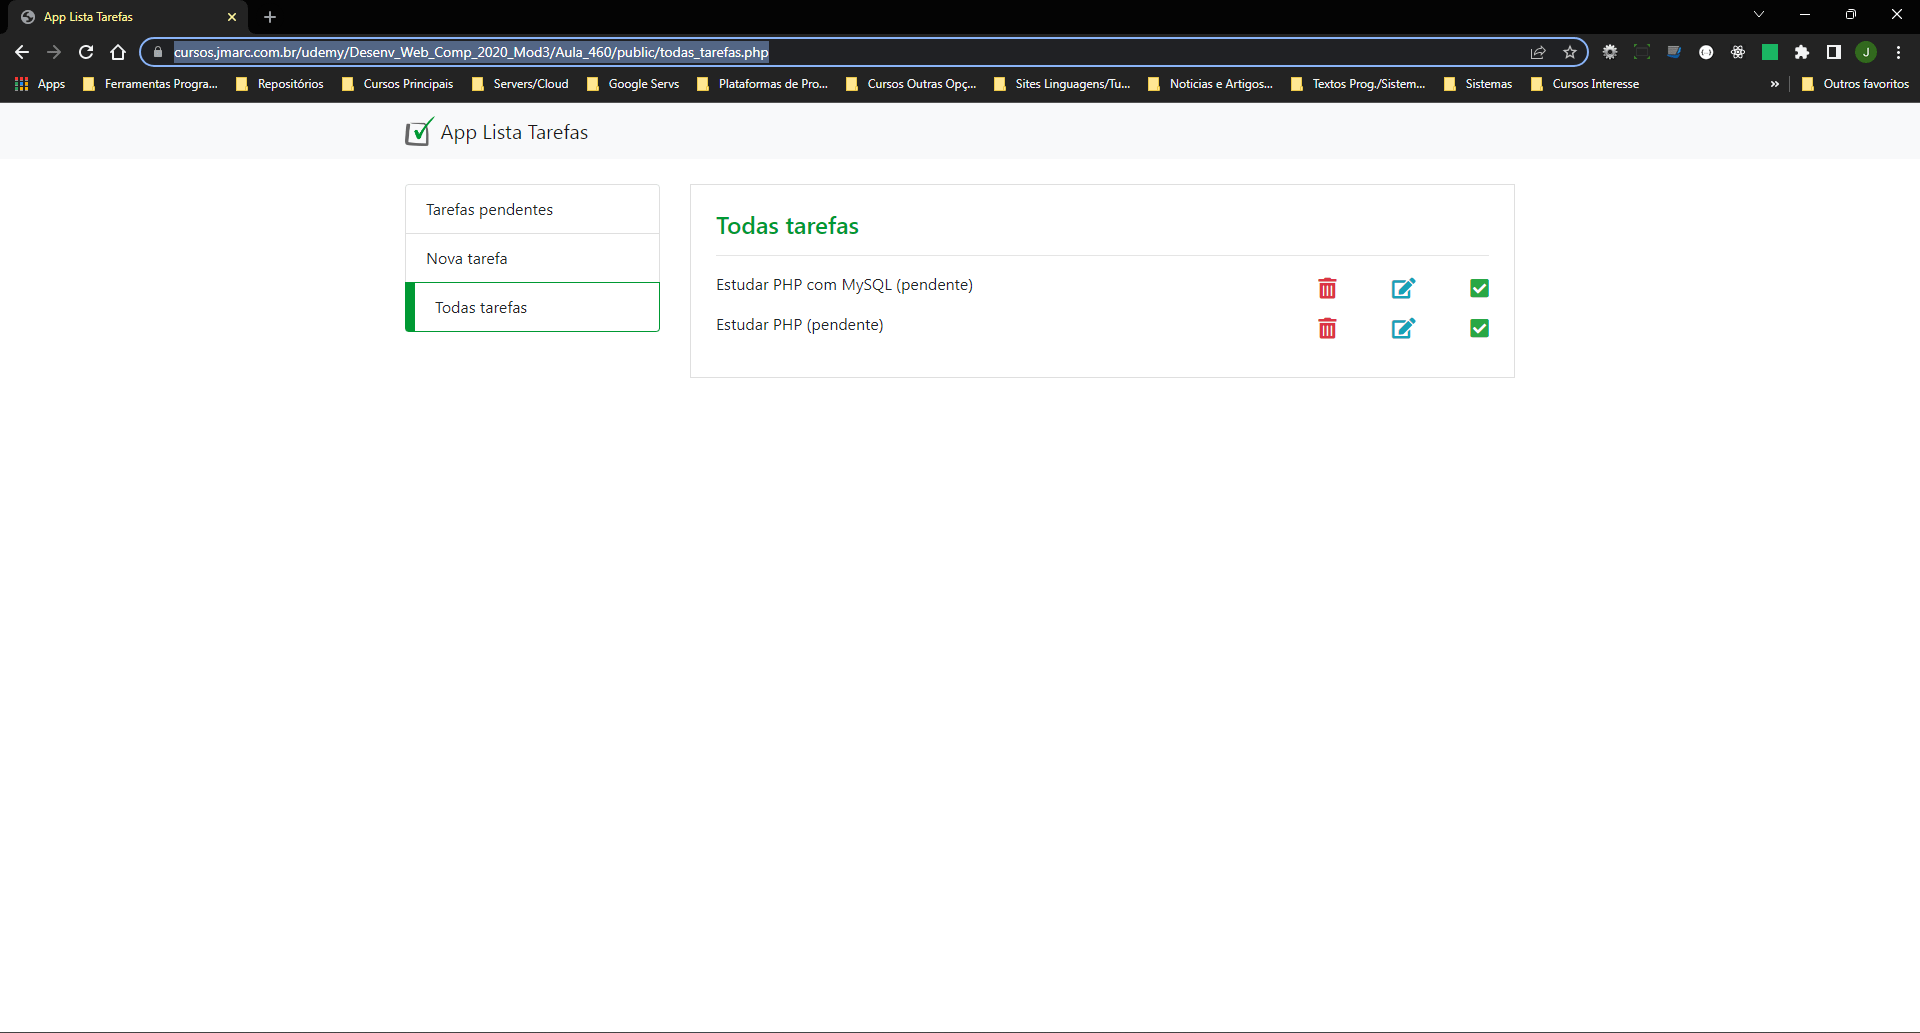 App Lista Tarefas
cursos.jmarc.com.br/udemy/Desenv_Web_Comp_2020_Mod3/Aula_460/public/todas_tarefas.php
J
Apps Ferramentas Progra... Repositórios Cursos Principais Servers/Cloud Google Servs Plataformas de Pro... Cursos Outras Opç... Sites Linguagens/Tu... Noticias e Artigos... Textos Prog./Sistem... Sistemas Cursos Interesse » Outros favoritos
App Lista Tarefas
Tarefas pendentes
Nova tarefa
Todas tarefas
Todas tarefas
Estudar PHP com MySQL (pendente)
Estudar PHP (pendente)